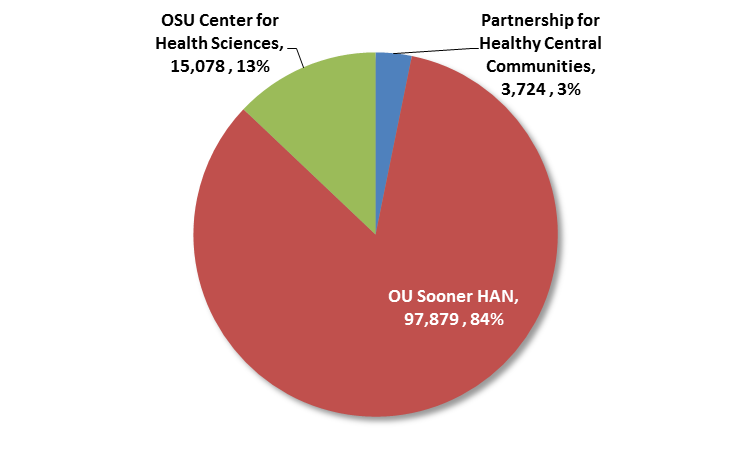 OSU Center for
Health Sciences,
15,078 , 13%
Partnership for
Healthy Central
Communities,
3,724 , 3%
OU Sooner HAN,
97,879 , 84%